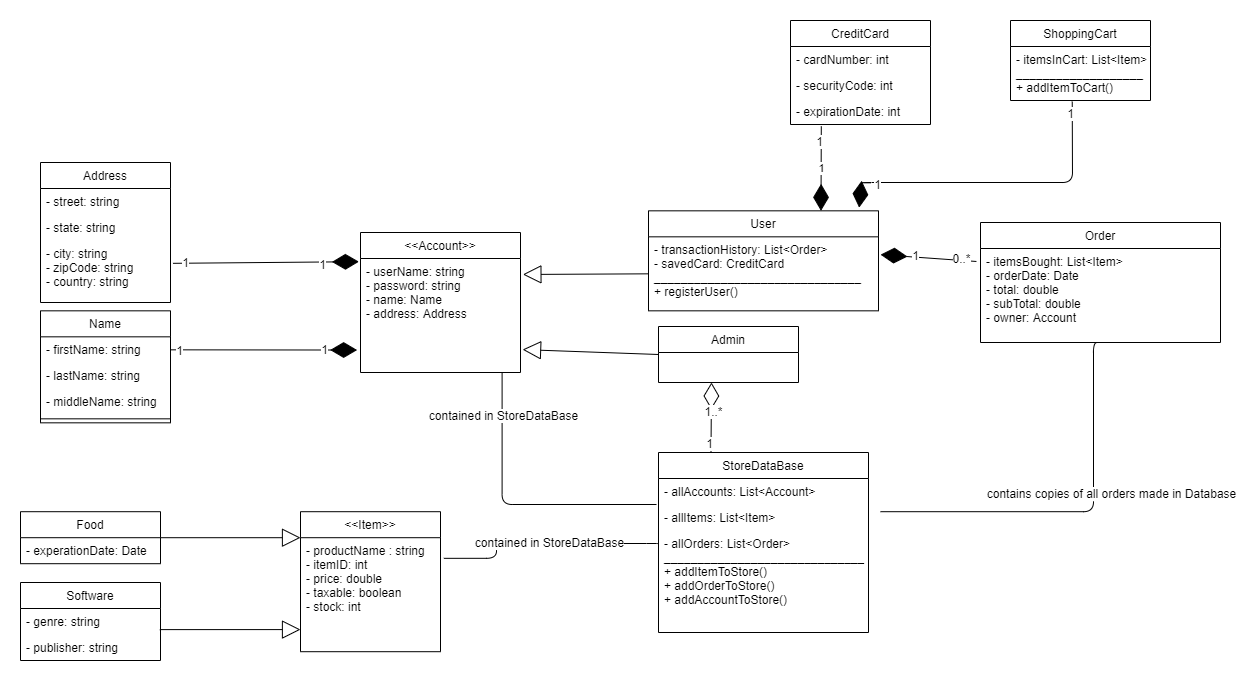 CreditCard
- cardNumber: int
- securityCode: int
- expirationDate: int
ShoppingCart
- itemsInCart: List<Item>
+ addItemToCart()
1
1
1
1
Address
- street: string
- state: string
- city: string
- zipCode: string
- country: string
1
1
<<Account>>
- userName: string
- password: string
- name: Name
- address: Address
User
- transactionHistory: List<Order>
- savedCard: CreditCard
+ registerUser()
1
0..*
Order
- itemsBought: List<Item>
- orderDate: Date
- total: double
- subTotal: double
- owner: Account
Name
- firstName: string
- lastName: string
- middleName: string
1
1
Admin
1..*
1
contained in StoreDataBase
StoreDataBase
- allAccounts: List<Account>
- allItems: List<Item>
- allOrders: List<Order>
+ addItemToStore()
+ addOrderToStore()
+ addAccountToStore()
contains copies of all orders made in Database
Food
- experationDate: Date
<<Item>>
- productName : string
- itemID: int
- price: double
- taxable: boolean
- stock: int
contained in StoreDataBase
Software
- genre: string
- publisher: string